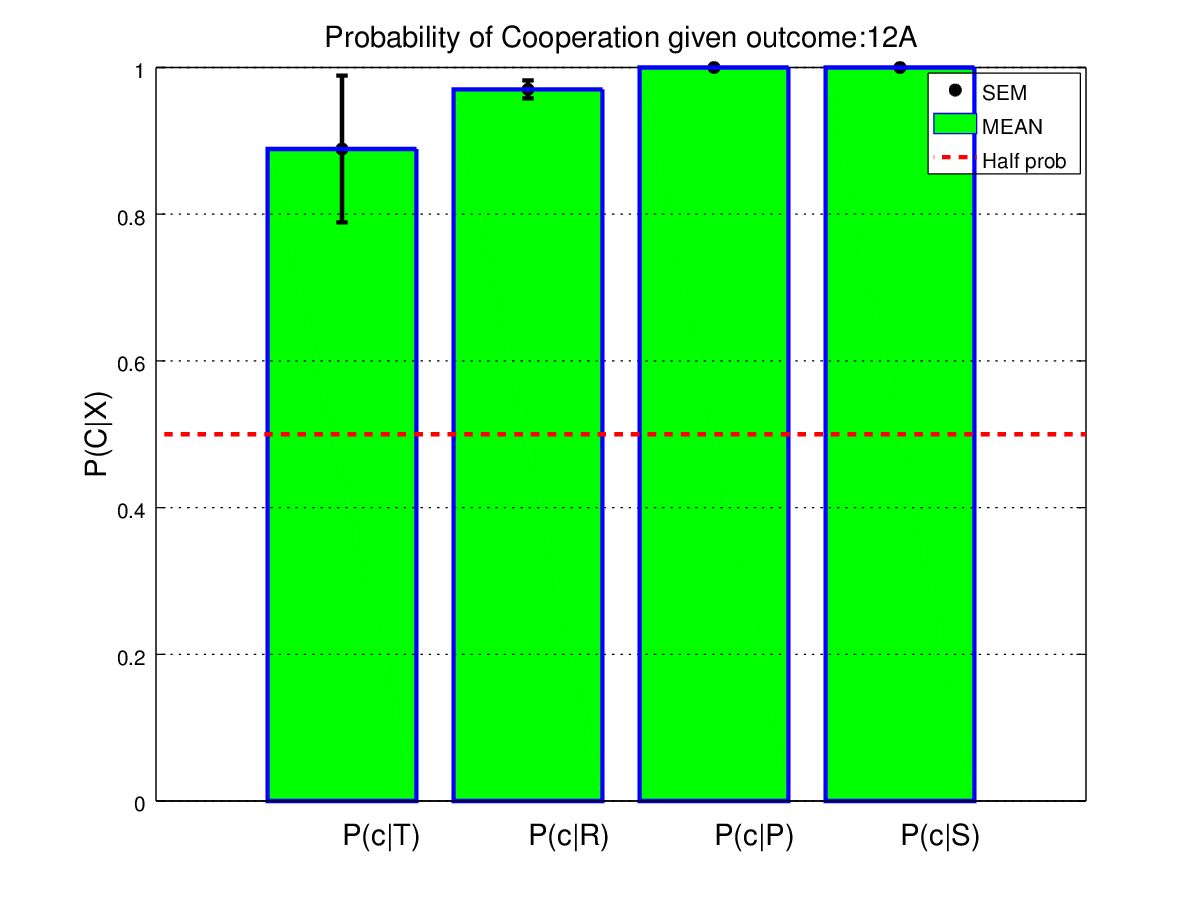 Probability of Cooperation given outcome:12A
1
0.8
0.6
0.4
0.2
0
P(C|X)
SEM
MEAN
Half prob
P(c|T) P(c|R) P(c|P) P(c|S)